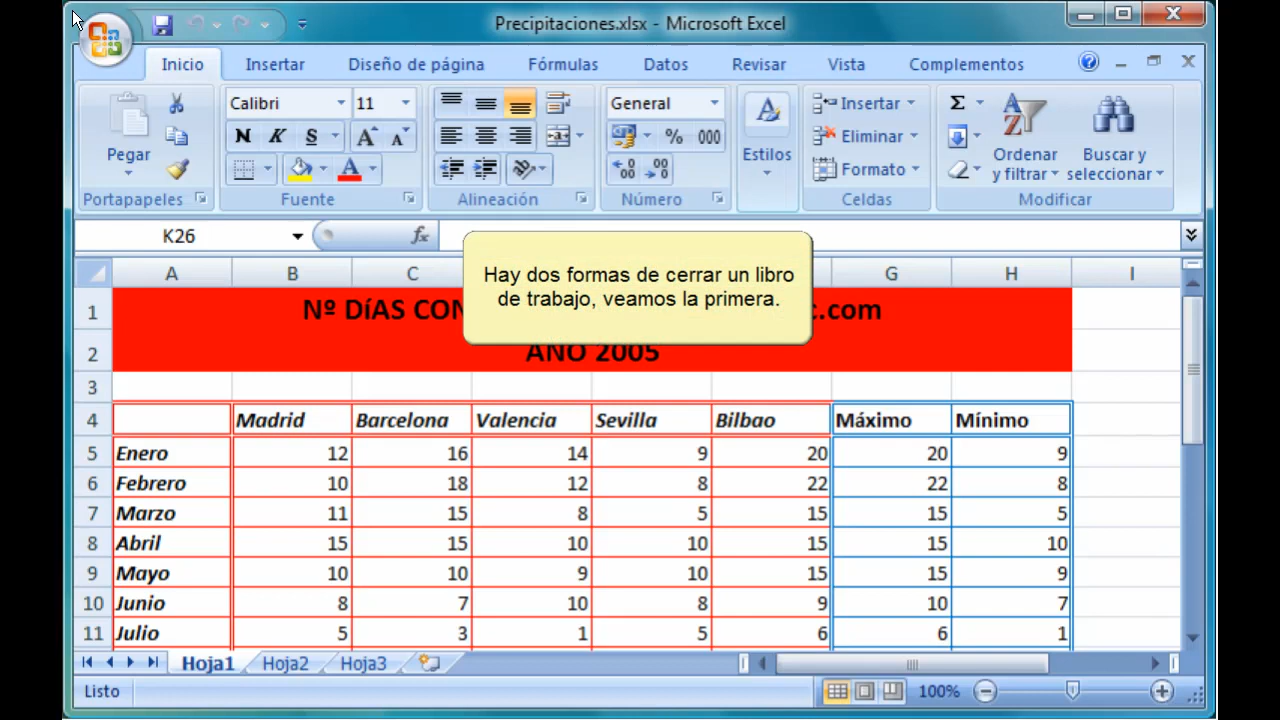 Precipitaciones.xlsx - Microsoft Excel
Inicio Insertar Diseño de página Fórmulas Datos Revisar Vista Complementos
Pegar
Portapapeles
Calibri 11
N K S A A
A
Fuente
Alineación
General
% 000
Número
Estilos
Insertar
Eliminar
Formato
Celdas
Σ
Ordenar
y filtrar
Buscar y
seleccionar
Modificar
K26 fx
Hay dos formas de cerrar un libro
de trabajo, veamos la primera.
A B C G H I
1 Nº DíAS CON c.com
2 AÑO 2005
3
4 Madrid Barcelona Valencia Sevilla Bilbao Máximo Mínimo
5 Enero 12 16 14 9 20 20 9
6 Febrero 10 18 12 8 22 22 8
7 Marzo 11 15 8 5 15 15 5
8 Abril 15 15 10 10 15 15 10
9 Mayo 10 10 9 10 15 15 9
10 Junio 8 7 10 8 9 10 7
11 Julio 5 3 1 5 6 6 1
Hoja1 Hoja2 Hoja3
Listo 100%